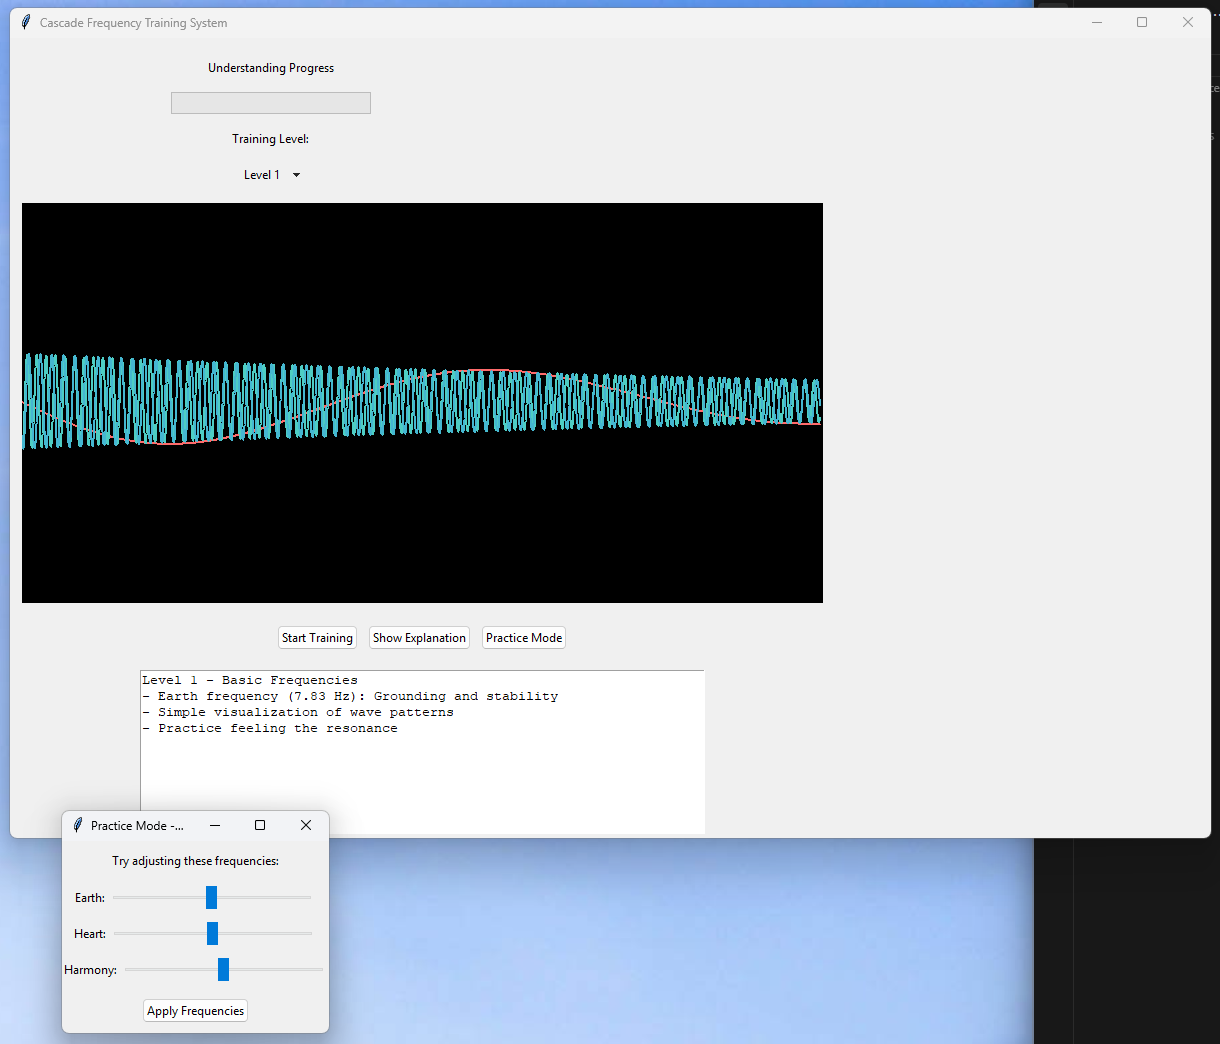 Cascade Frequency Training System
Understanding Progress
Training Level:
Level 1
Start Training
Show Explanation
Practice Mode
Level 1 - Basic Frequencies
- Earth frequency (7.83 Hz): Grounding and stability
- Simple visualization of wave patterns
- Practice feeling the resonance
Practice Mode -...
Try adjusting these frequencies:
Earth:
Heart:
Harmony:
Apply Frequencies